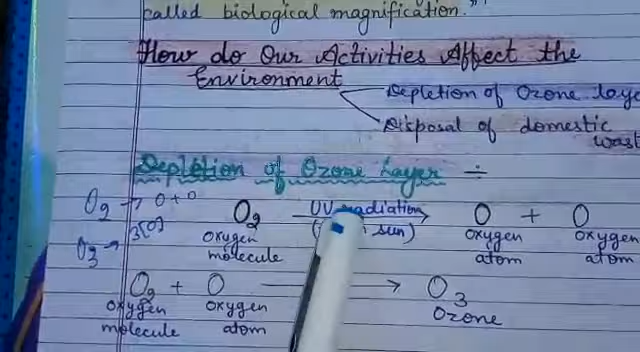 called biological magnification."
How do Our Activities Affect the
Environment
Depletion of Ozone laye
Disposal of domestic
wast
Depletion of Ozone Layer ÷
O2 → O + O
O2 UV radiation → O + O
( sun)
oxygen molecule oxygen atom oxygen atom
O3 → 3(O)
O2 + O → O3
oxygen molecule oxygen atom Ozone